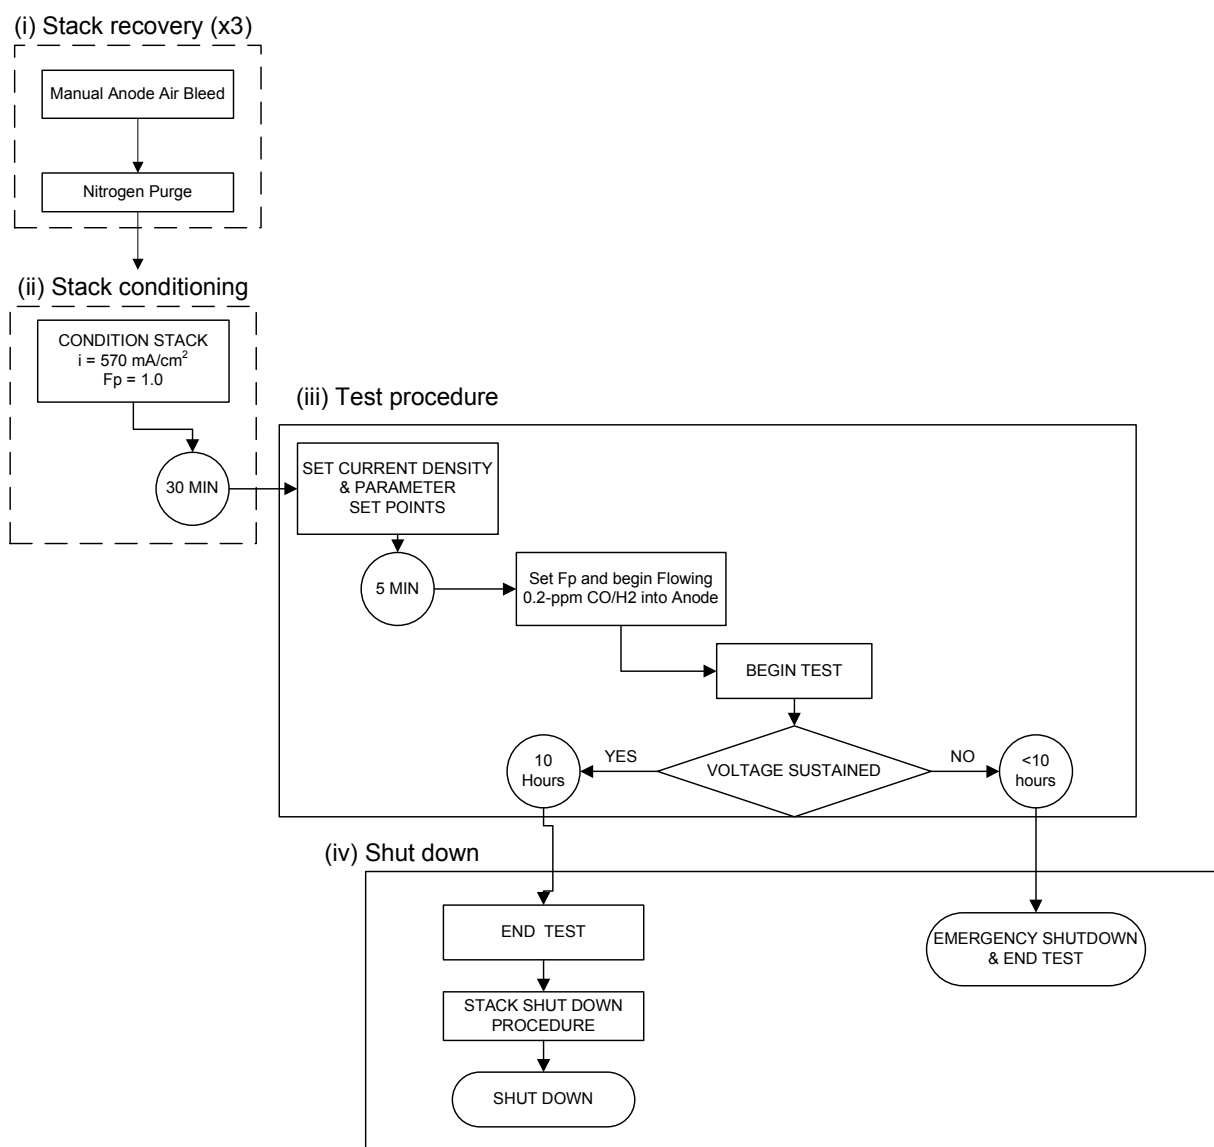 (i) Stack recovery (x3)
Manual Anode Air Bleed
Nitrogen Purge
(ii) Stack conditioning
CONDITION STACK
i = 570 mA/cm²
Fp = 1.0
30 MIN
(iii) Test procedure
SET CURRENT DENSITY
& PARAMETER
SET POINTS
5 MIN
Set Fp and begin Flowing
0.2-ppm CO/H2 into Anode
BEGIN TEST
VOLTAGE SUSTAINED
YES
NO
10
Hours
<10
hours
(iv) Shut down
END TEST
STACK SHUT DOWN
PROCEDURE
SHUT DOWN
EMERGENCY SHUTDOWN
& END TEST